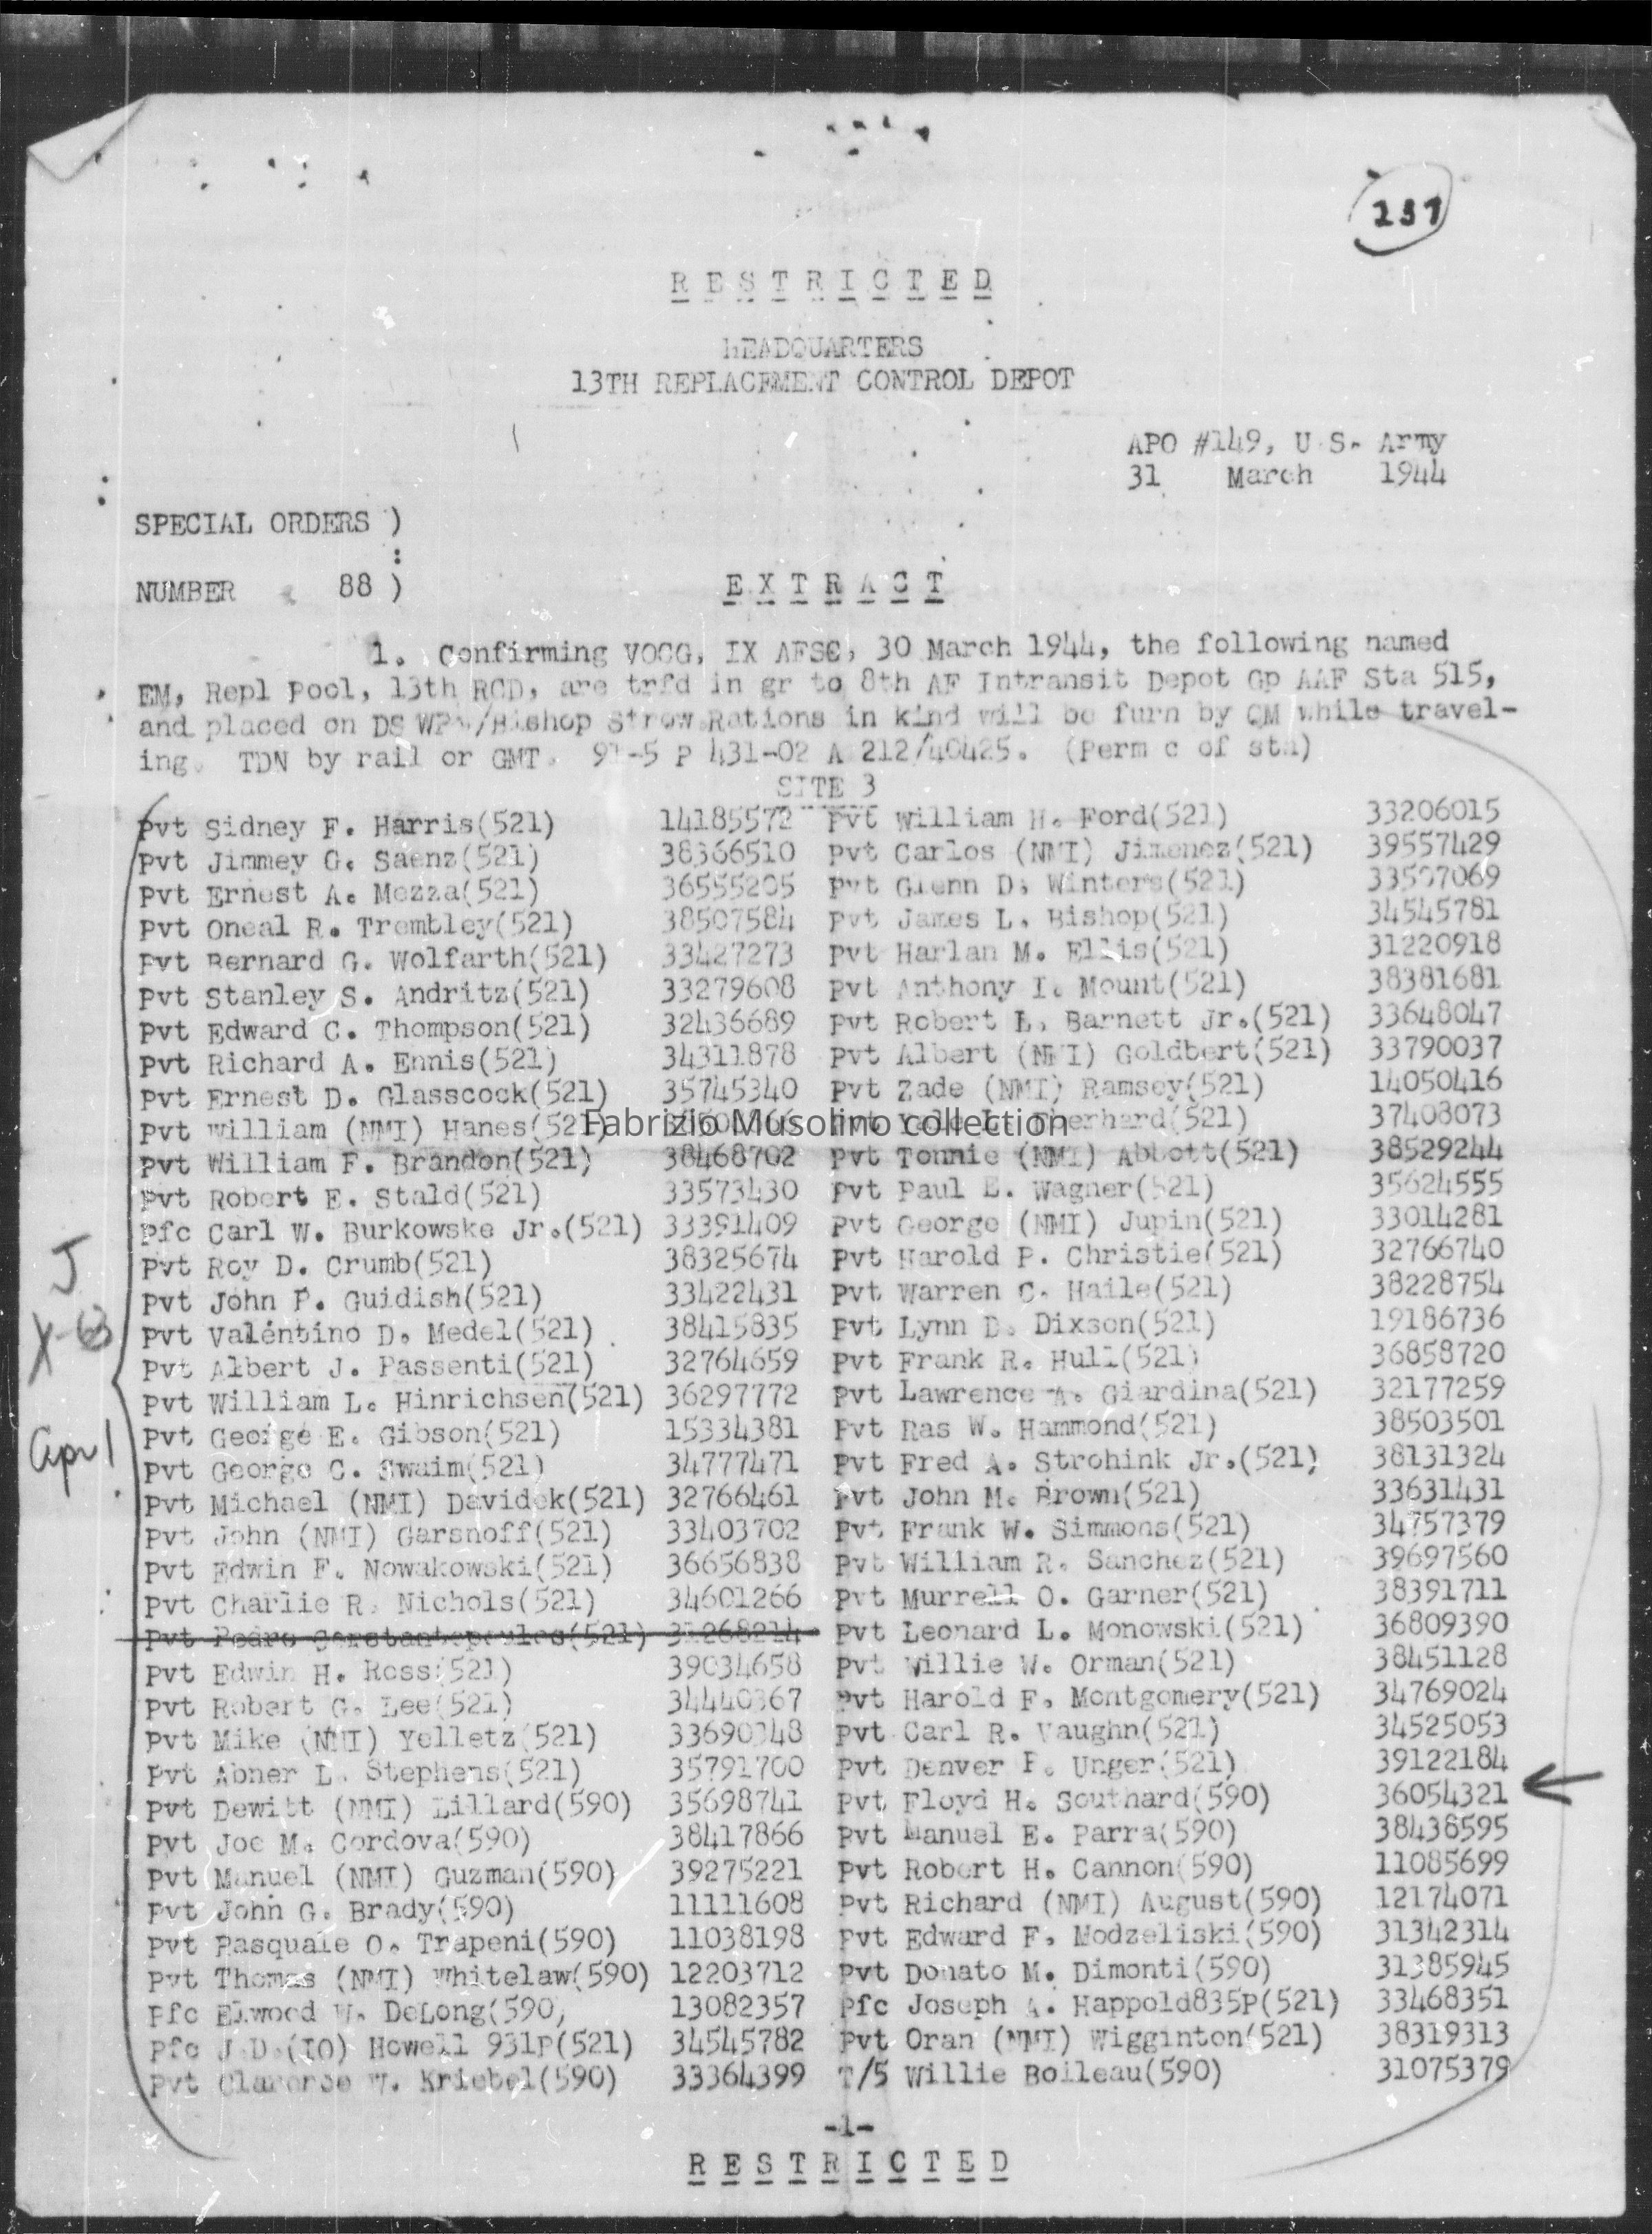 237
R E S T R I C T E D
HEADQUARTERS
13TH REPLACEMENT CONTROL DEPOT
APO #149, U S. Army
31 March 1944
SPECIAL ORDERS )
:
NUMBER 88 )
E X T R A C T
1. Confirming VOCG, IX AFSC, 30 March 1944, the following named
EM, Repl Pool, 13th RCD, are trfd in gr to 8th AF Intransit Depot Gp AAF Sta 515,
and placed on DS Bishop Strow Rations in kind will be furn by QM while travel-
ing. TDN by rail or GMT. P 431-02 A 212/40425. (Perm c of sta)
SITE 3
Pvt Sidney F. Harris(521) 14185572 Pvt William H. Ford(521) 33206015
Pvt Jimmey G. Saenz(521) 38366510 Pvt Carlos (NMI) Jimenez(521) 39557429
Pvt Ernest A. Mezza(521) 36555205 Pvt Glenn D. Winters(521) 33507069
Pvt Oneal R. Trembley(521) 38507584 Pvt James L. Bishop(521) 34545781
Pvt Bernard G. Wolfarth(521) 33427273 Pvt Harlan M. Ellis(521) 31220918
Pvt Stanley S. Andritz(521) 33279608 Pvt Anthony I. Mount(521) 38381681
Pvt Edward C. Thompson(521) 32436689 Pvt Robert L. Barnett Jr.(521) 33648047
Pvt Richard A. Ennis(521) 34311878 Pvt Albert (NMI) Goldbert(521) 33790037
Pvt Ernest D. Glasscock(521) 35745340 Pvt Zade (NMI) Ramsey(521) 14050416
Pvt William (NMI) Hanes(521) Pvt Eberhard(521) 37408073
Fabrizio Musolino collection
Pvt William F. Brandon(521) 38468702 Pvt Tommie (NMI) Abbott(521) 38529244
Pvt Robert E. Stald(521) 33573430 Pvt Paul E. Wagner(521) 35624555
Pfc Carl W. Burkowske Jr.(521) 33391409 Pvt George (NMI) Jupin(521) 33014281
Pvt Roy D. Crumb(521) 38325674 Pvt Harold P. Christie(521) 32766740
Pvt John P. Guidish(521) 33422431 Pvt Warren C. Haile(521) 38228754
Pvt Valentino D. Medel(521) 38415835 Pvt Lynn D. Dixson(521) 19186736
Pvt Albert J. Passenti(521) 32764659 Pvt Frank R. Hull(521) 36858720
Pvt William L. Hinrichsen(521) 36297772 Pvt Lawrence A. Giardina(521) 32177259
Pvt George E. Gibson(521) 15334381 Pvt Ras W. Hammond(521) 38503501
Pvt George C. Swaim(521) 34777471 Pvt Fred A. Strohink Jr.(521) 38131324
Pvt Michael (NMI) Davidek(521) 32766461 Pvt John M. Brown(521) 33631431
Pvt John (NMI) Garsnoff(521) 33403702 Pvt Frank W. Simmons(521) 34757379
Pvt Edwin F. Nowakowski(521) 36656838 Pvt William R. Sanchez(521) 39697560
Pvt Charlie R. Nichols(521) 34601266 Pvt Murrell O. Garner(521) 38391711
Pvt Pedro 31268214 Pvt Leonard L. Monowski(521) 36809390
Pvt Edwin H. Ross(521) 39034658 Pvt Willie W. Orman(521) 38451128
Pvt Robert G. Lee(521) 34440367 Pvt Harold F. Montgomery(521) 34769024
Pvt Mike (NMI) Yelletz(521) 33690348 Pvt Carl R. Vaughn(521) 34525053
Pvt Abner L. Stephens(521) 35791700 Pvt Denver F. Unger(521) 39122184
Pvt Dewitt (NMI) Lillard(590) 35698741 Pvt Floyd H. Southard(590) 36054321
Pvt Joe M. Cordova(590) 38417866 Pvt Manuel E. Parra(590) 38438595
Pvt Manuel (NMI) Guzman(590) 39275221 Pvt Robert H. Cannon(590) 11085699
Pvt John G. Brady(590) 11111608 Pvt Richard (NMI) August(590) 12174071
Pvt Pasquale O. Trapeni(590) 11038198 Pvt Edward F. Modzeliski(590) 31342314
Pvt Thomas (NMI) Whitelaw(590) 12203712 Pvt Donato M. Dimonti(590) 31385945
Pfc Elwood W. DeLong(590) 13082357 Pfc Joseph A. Happold835P(521) 33468351
Pfc J.D.(IO) Howell 931P(521) 34545782 Pvt Oran (NMI) Wigginton(521) 38319313
Pvt Clarence W. Kriebel(590) 33364399 T/5 Willie Boileau(590) 31075379
J
X-63
Apr 1
-1-
R E S T R I C T E D